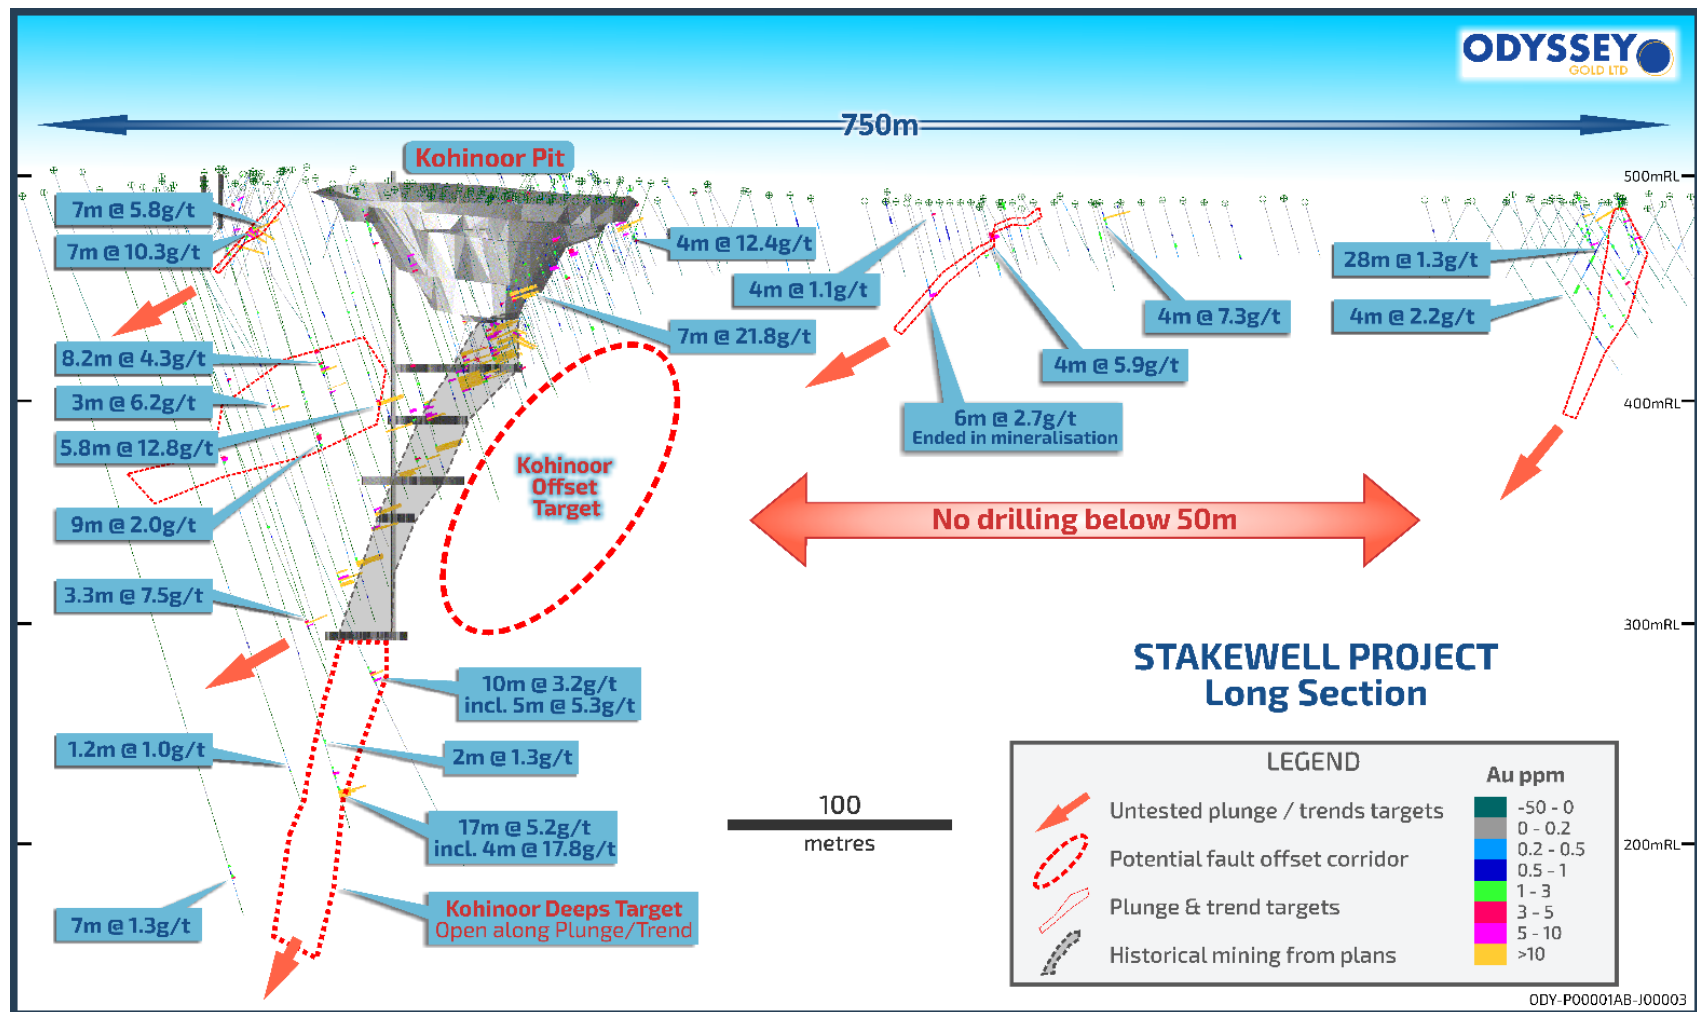 ODYSSEY
GOLD LTD
750m
Kohinoor Pit
500mRL
7m @ 5.8g/t
7m @ 10.3g/t
4m @ 12.4g/t
4m @ 1.1g/t
28m @ 1.3g/t
4m @ 7.3g/t
4m @ 2.2g/t
7m @ 21.8g/t
8.2m @ 4.3g/t
4m @ 5.9g/t
3m @ 6.2g/t
400mRL
6m @ 2.7g/t
Ended in mineralisation
5.8m @ 12.8g/t
Kohinoor
Offset
Target
9m @ 2.0g/t
No drilling below 50m
3.3m @ 7.5g/t
300mRL
STAKEWELL PROJECT
Long Section
10m @ 3.2g/t
incl. 5m @ 5.3g/t
1.2m @ 1.0g/t
2m @ 1.3g/t
17m @ 5.2g/t
incl. 4m @ 17.8g/t
100
metres
200mRL
7m @ 1.3g/t
Kohinoor Deeps Target
Open along Plunge/Trend
LEGEND
Untested plunge / trends targets
Potential fault offset corridor
Plunge & trend targets
Historical mining from plans
Au ppm
-50 - 0
0 - 0.2
0.2 - 0.5
0.5 - 1
1 - 3
3 - 5
5 - 10
>10
ODY-P00001AB-J00003